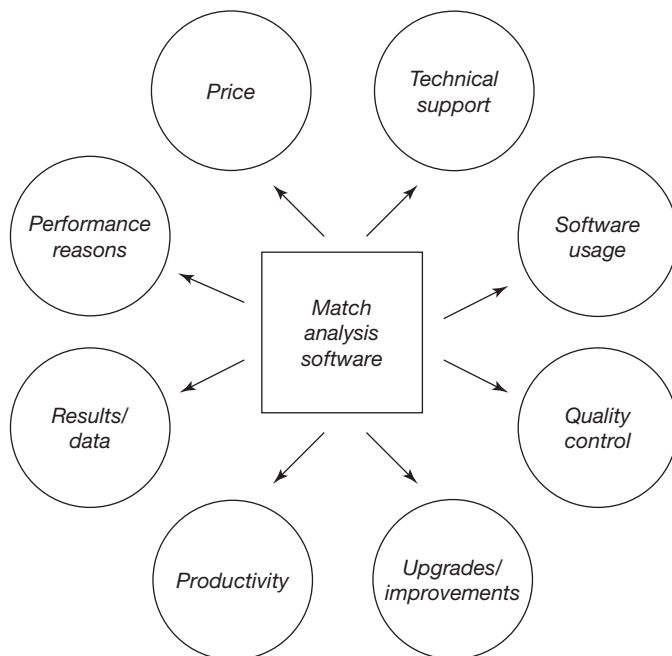 Price
Technical
support
Performance
reasons
Software
usage
Match
analysis
software
Results/
data
Quality
control
Productivity
Upgrades/
improvements